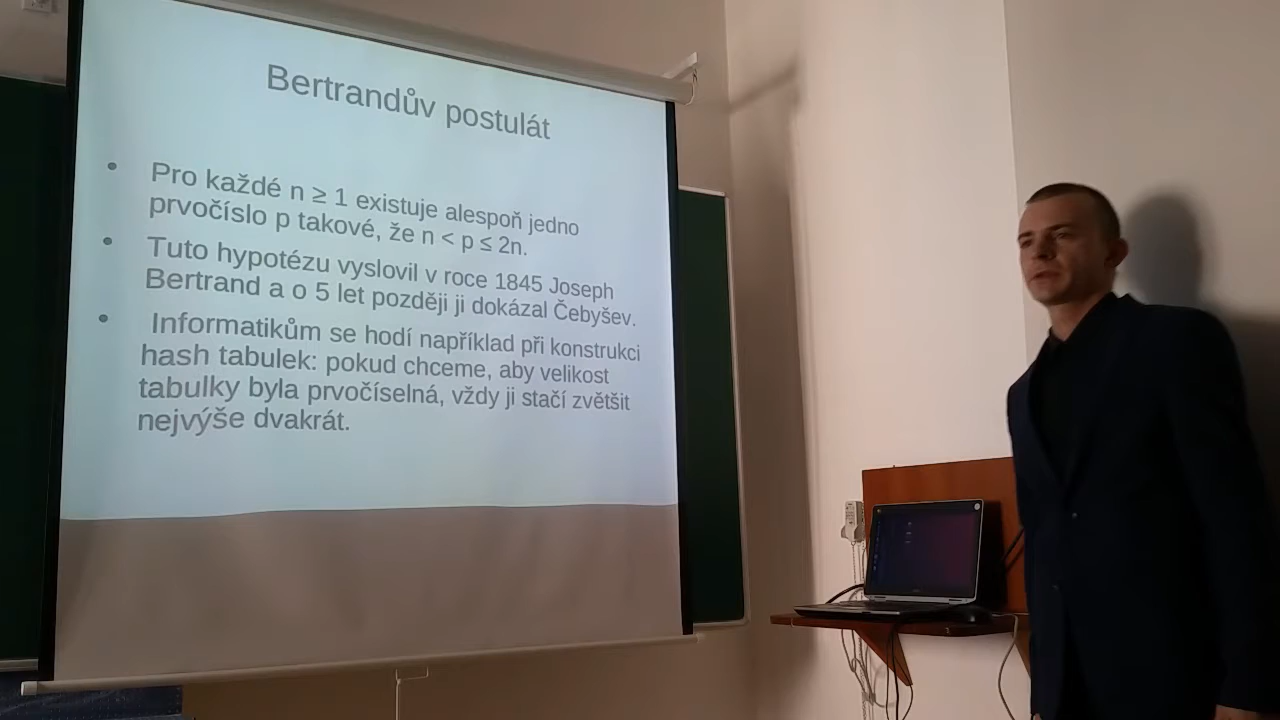 Bertrandův postulát
• Pro každé n ≥ 1 existuje alespoň jedno
prvočíslo p takové, že n < p ≤ 2n.
• Tuto hypotézu vyslovil v roce 1845 Joseph
Bertrand a o 5 let později ji dokázal Čebyšev.
• Informatikům se hodí například při konstrukci
hash tabulek: pokud chceme, aby velikost
tabulky byla prvočíselná, vždy ji stačí zvětšit
nejvýše dvakrát.